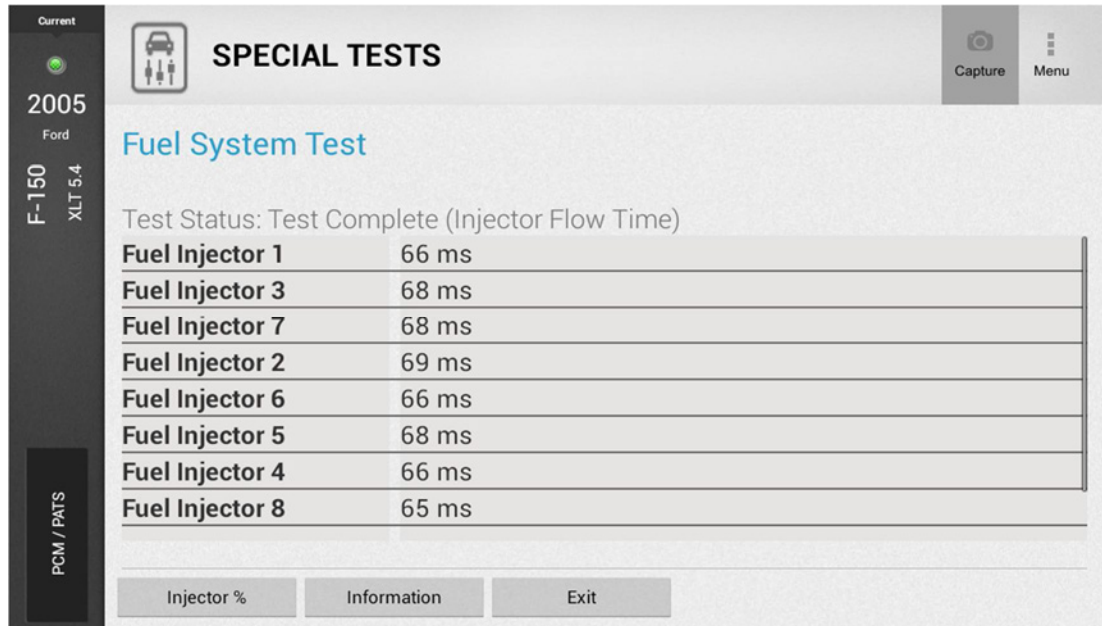 Current
2005
Ford
F-150
XLT 5.4
PCM / PATS
SPECIAL TESTS
Capture
Menu
Fuel System Test
Test Status: Test Complete (Injector Flow Time)
Fuel Injector 1 66 ms
Fuel Injector 3 68 ms
Fuel Injector 7 68 ms
Fuel Injector 2 69 ms
Fuel Injector 6 66 ms
Fuel Injector 5 68 ms
Fuel Injector 4 66 ms
Fuel Injector 8 65 ms
Injector % Information Exit